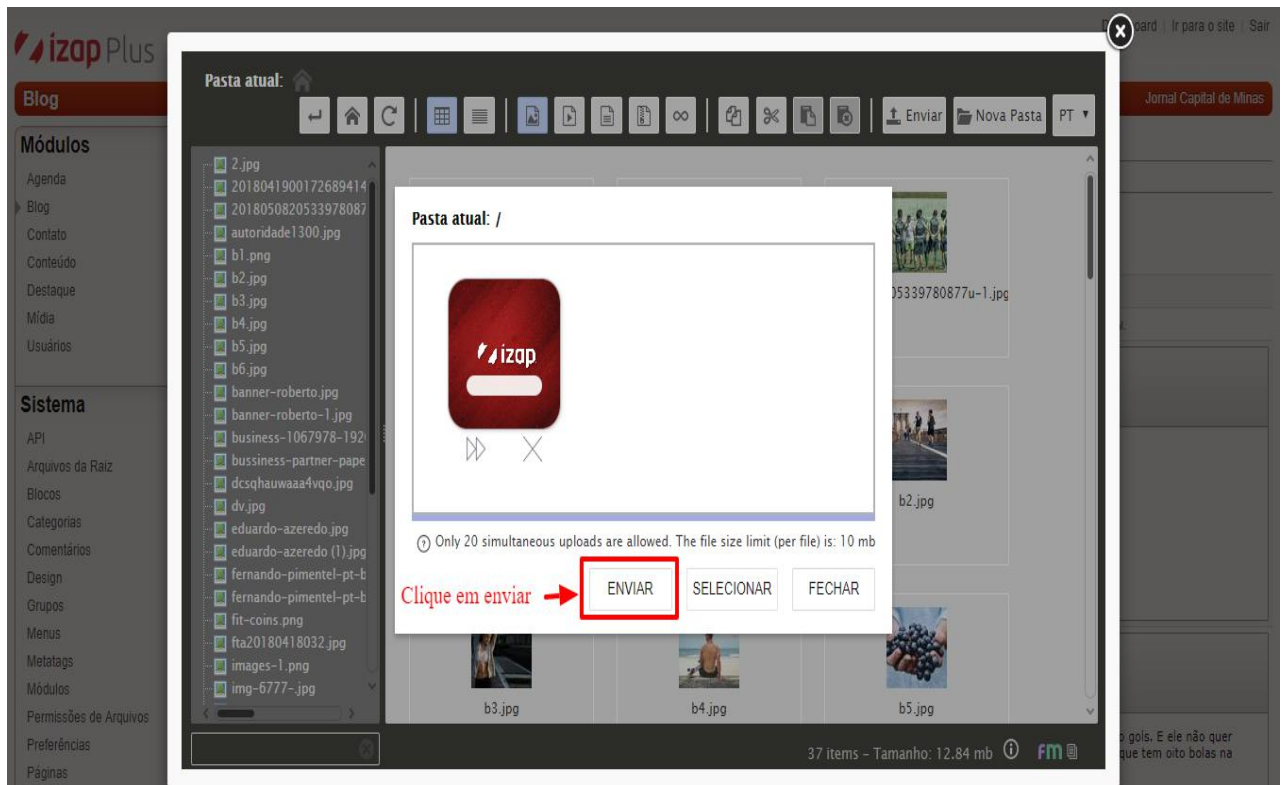 Dashboard | Ir para o site | Sair
izap Plus
Blog
Jornal Capital de Minas
Módulos
Agenda
Blog
Contato
Conteúdo
Destaque
Mídia
Usuários
Sistema
API
Arquivos da Raiz
Blocos
Categorias
Comentários
Design
Grupos
Menus
Metatags
Módulos
Permissões de Arquivos
Preferências
Páginas
Pasta atual:
Enviar Nova Pasta PT
2.jpg
2018041900172689414
2018050820533978087
autoridade1300.jpg
b1.png
b2.jpg
b3.jpg
b4.jpg
b5.jpg
b6.jpg
banner-roberto.jpg
banner-roberto-1.jpg
business-1067978-192
bussiness-partner-pape
dcsqhauwaaa4vqo.jpg
dv.jpg
eduardo-azeredo.jpg
eduardo-azeredo (1).jpg
fernando-pimentel-pt-b
fernando-pimentel-pt-b
fit-coins.png
fta20180418032.jpg
images-1.png
img-6777-.jpg
05339780877u-1.jpg
b2.jpg
b3.jpg b4.jpg b5.jpg
Pasta atual: /
izap
Only 20 simultaneous uploads are allowed. The file size limit (per file) is: 10 mb
Clique em enviar
ENVIAR SELECIONAR FECHAR
37 items - Tamanho: 12.84 mb
fm
gols. E ele não quer
que tem oito bolas na